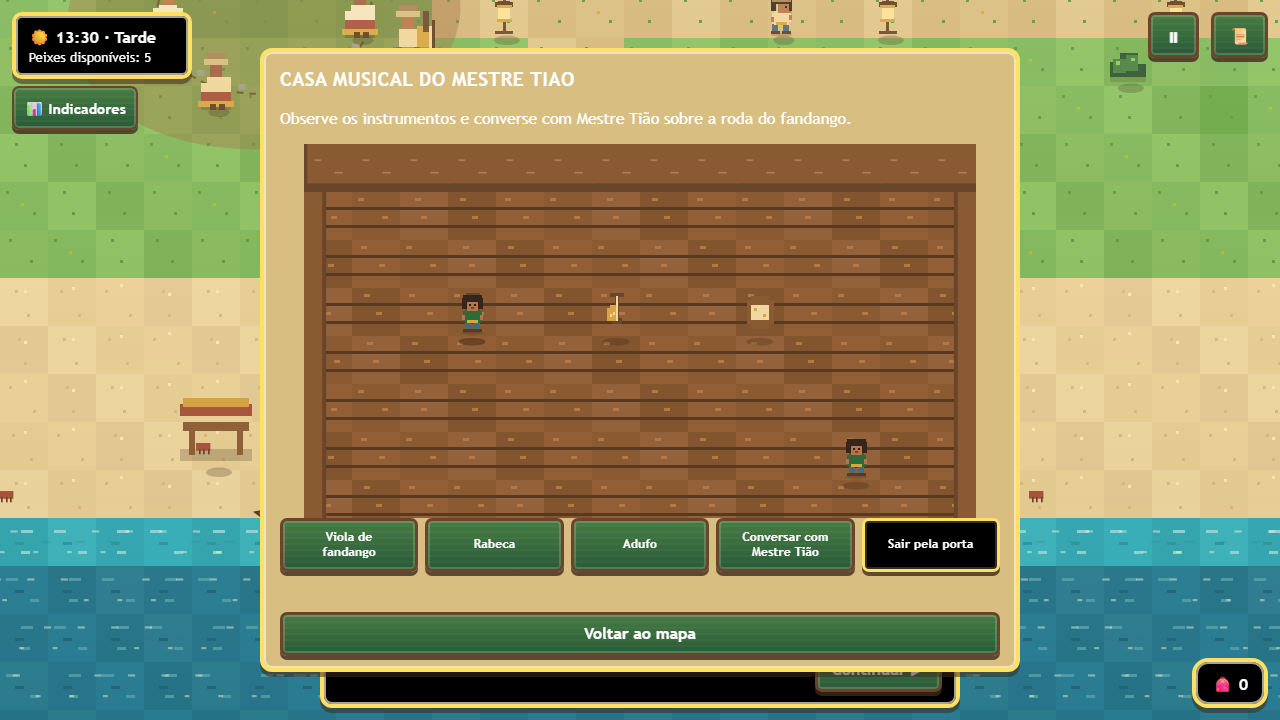 13:30 · Tarde
Peixes disponíveis: 5
Indicadores
CASA MUSICAL DO MESTRE TIAO
Observe os instrumentos e converse com Mestre Tião sobre a roda do fandango.
Viola de
fandango
Rabeca
Adufo
Conversar com
Mestre Tião
Sair pela porta
Voltar ao mapa
Continuar ▶
0